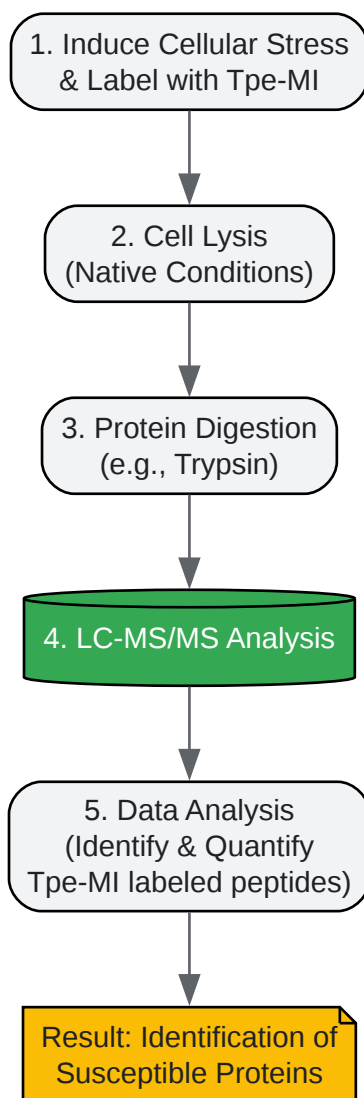 1. Induce Cellular Stress
& Label with Tpe-MI
2. Cell Lysis
(Native Conditions)
3. Protein Digestion
(e.g., Trypsin)
4. LC-MS/MS Analysis
5. Data Analysis
(Identify & Quantify
Tpe-MI labeled peptides)
Result: Identification of
Susceptible Proteins